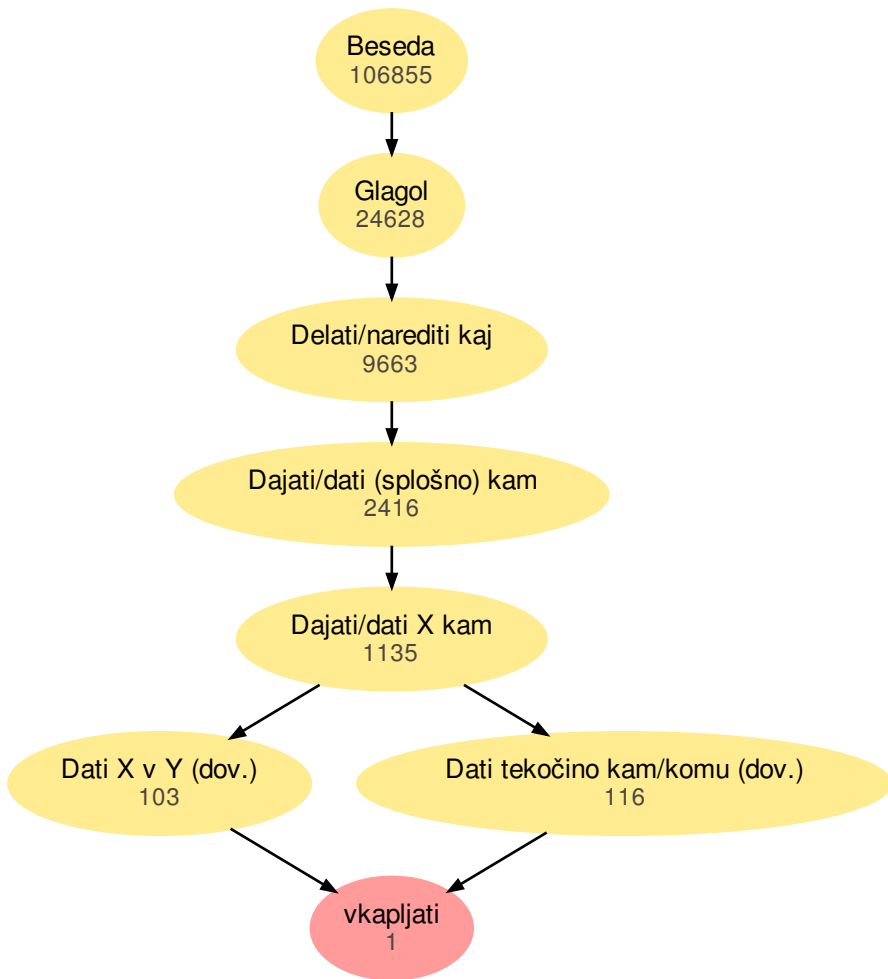 Beseda
106855
Glagol
24628
Delati/narediti kaj
9663
Dajati/dati (splošno) kam
2416
Dajati/dati X kam
1135
Dati X v Y (dov.)
103
Dati tekočino kam/komu (dov.)
116
vkapljati
1